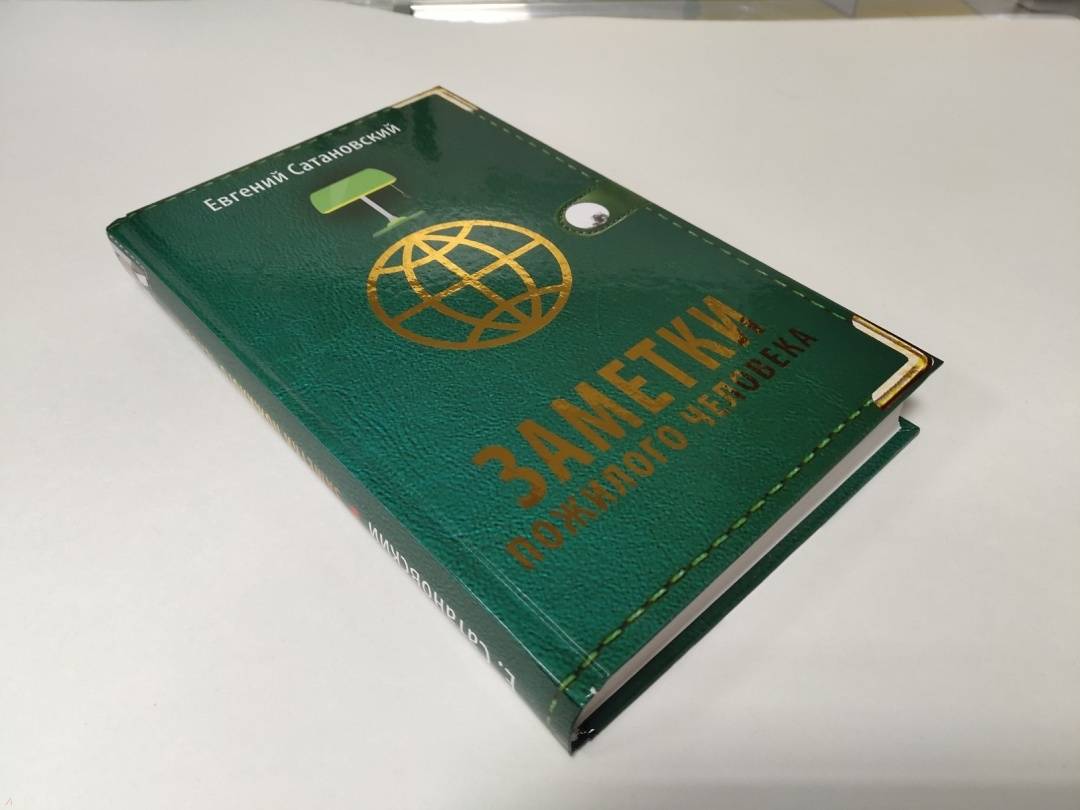 Евгений Сатановский
ЗАМЕТКИ
ПОЖИЛОГО ЧЕЛОВЕКА
Е. Сатановский